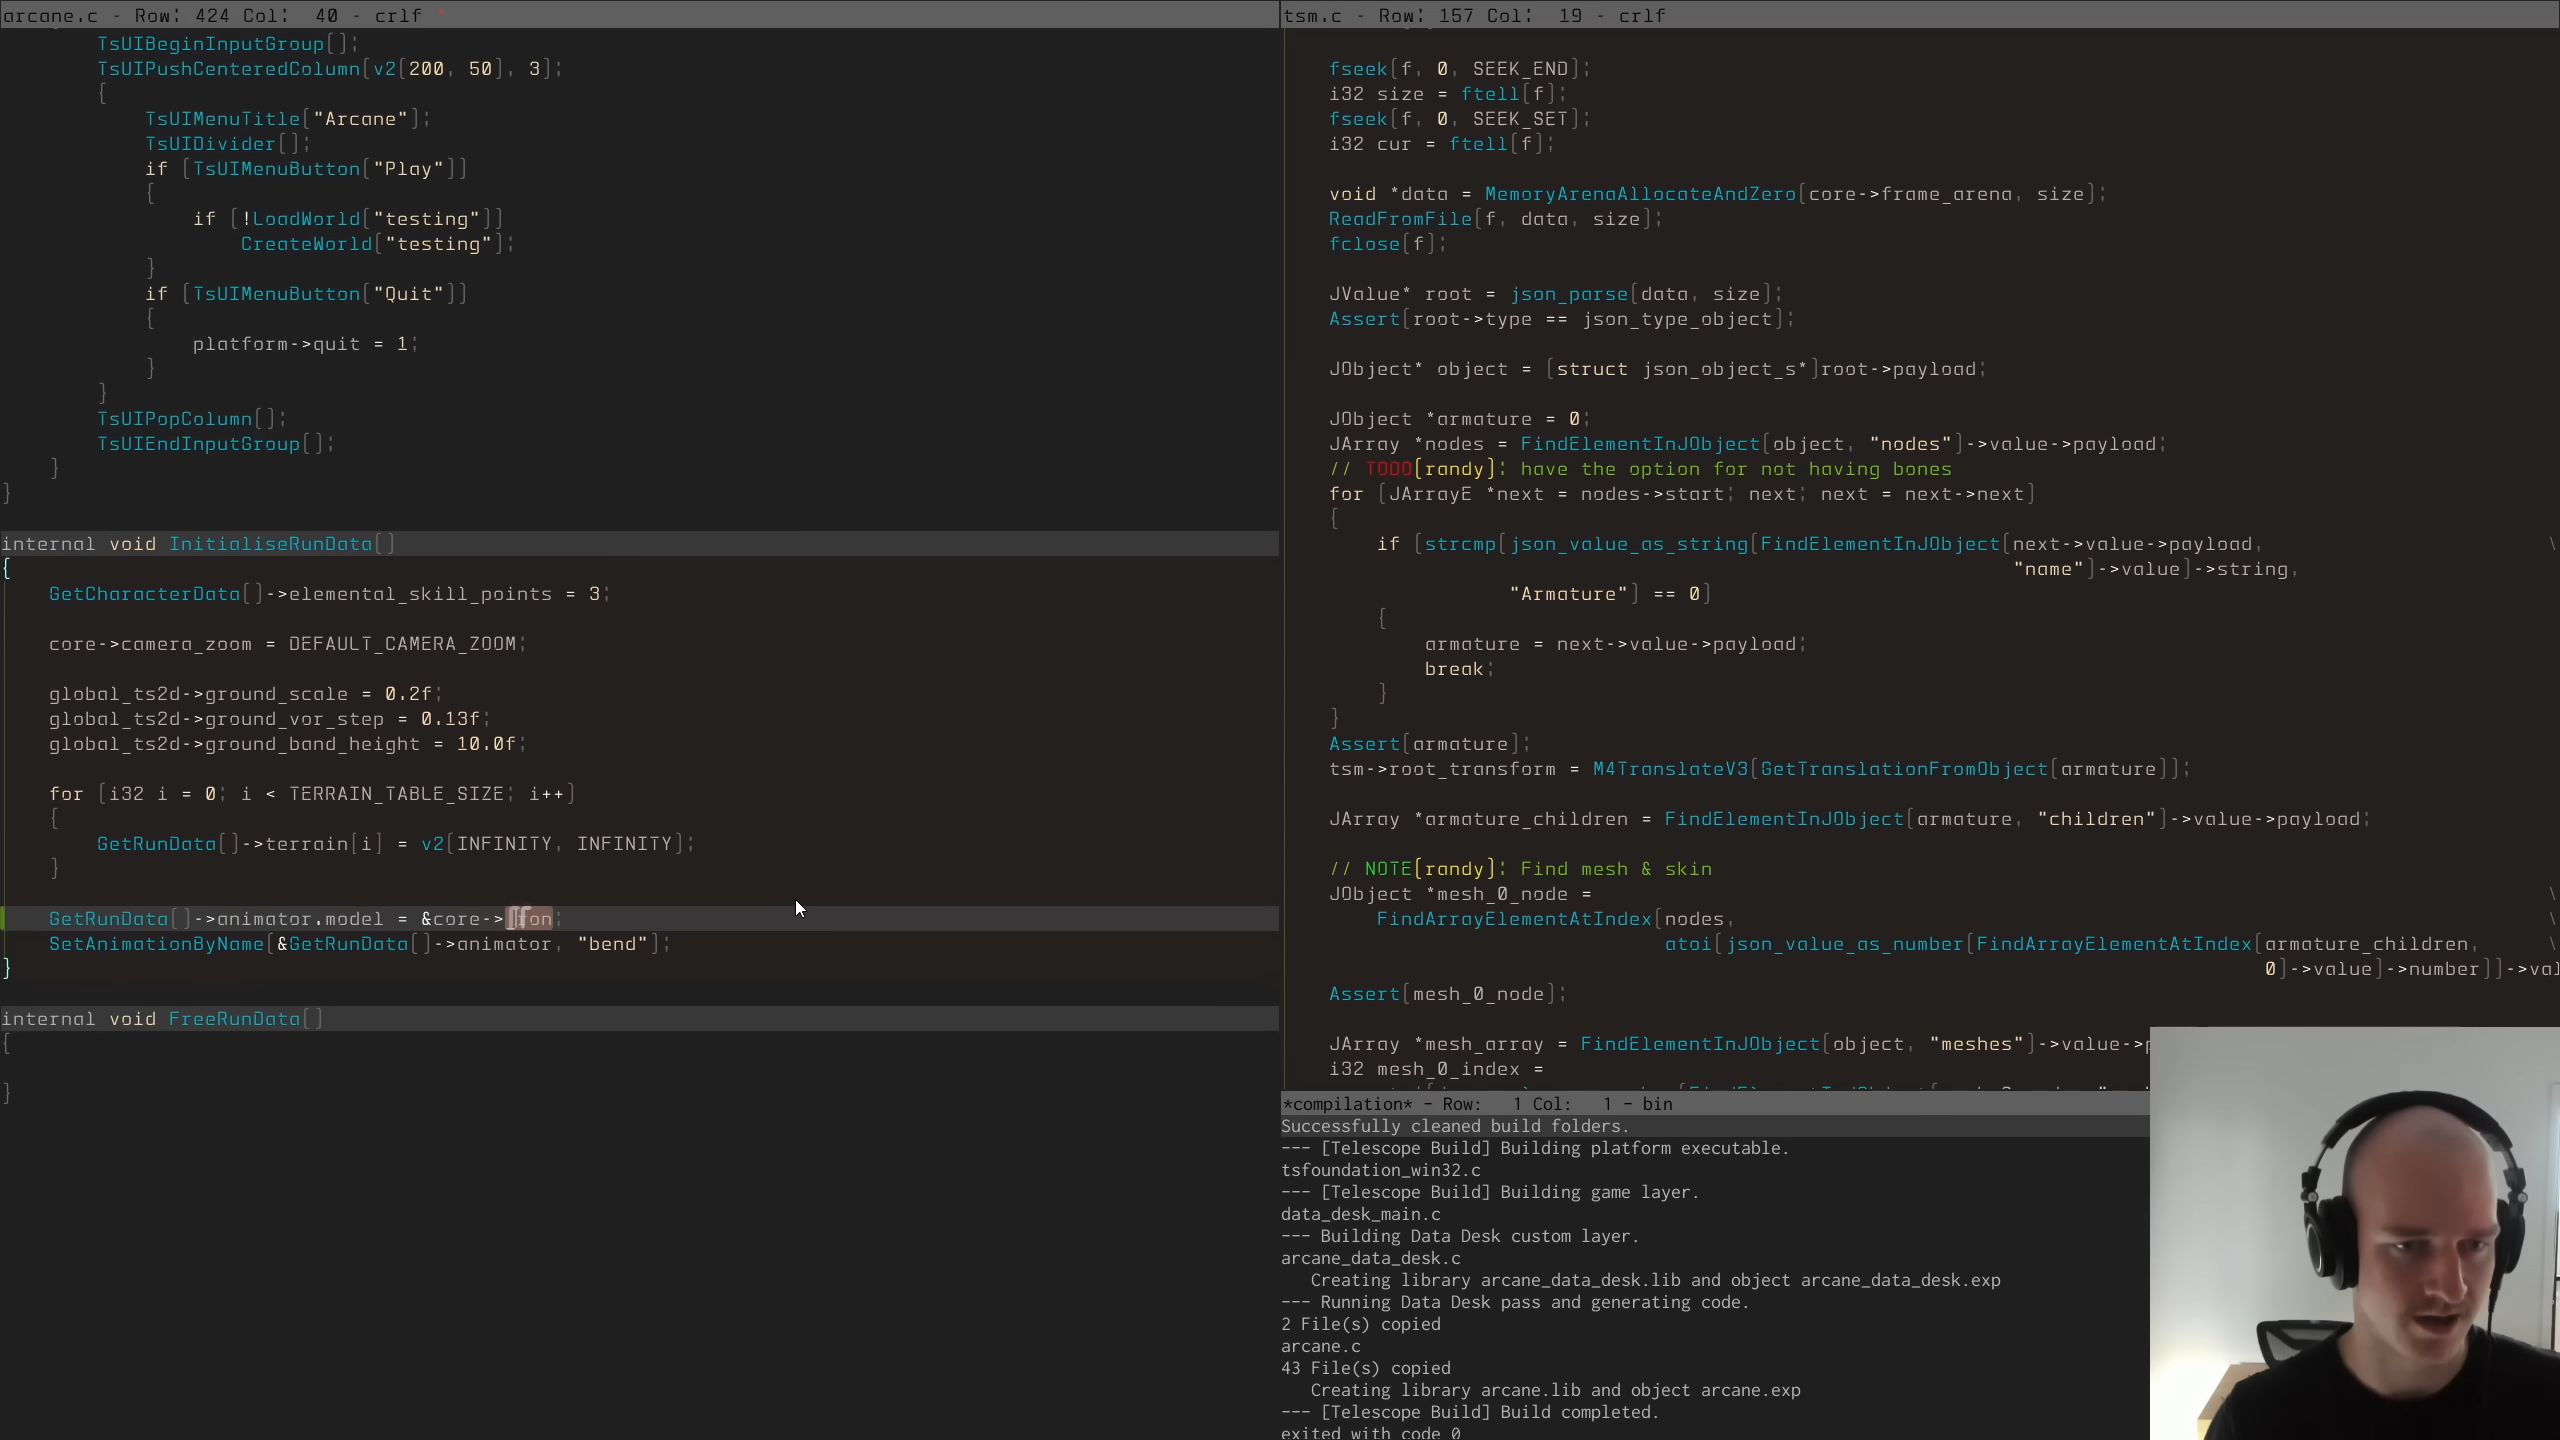 arcane.c - Row: 424 Col:  40 - crlf *
TsUIBeginInputGroup[];
TsUIPushCenteredColumn[v2[200, 50], 3];
{
TsUIMenuTitle["Arcane"];
TsUIDivider[];
if [TsUIMenuButton["Play"]]
{
if [!LoadWorld["testing"]]
CreateWorld["testing"];
}
if [TsUIMenuButton["Quit"]]
{
platform->quit = 1;
}
}
TsUIPopColumn[];
TsUIEndInputGroup[];
}
}
internal void InitialiseRunData[]
{
GetCharacterData[]->elemental_skill_points = 3;
core->camera_zoom = DEFAULT_CAMERA_ZOOM;
global_ts2d->ground_scale = 0.2f;
global_ts2d->ground_vor_step = 0.13f;
global_ts2d->ground_band_height = 10.0f;
for [i32 i = 0; i < TERRAIN_TABLE_SIZE; i++]
{
GetRunData[]->terrain[i] = v2[INFINITY, INFINITY];
}
GetRunData[]->animator.model = &core->
SetAnimationByName[&GetRunData[]->animator, "bend"];
}
internal void FreeRunData[]
{
}
tsm.c - Row: 157 Col:  19 - crlf
fseek[f, 0, SEEK_END];
i32 size = ftell[f];
fseek[f, 0, SEEK_SET];
i32 cur = ftell[f];
void *data = MemoryArenaAllocateAndZero[core->frame_arena, size];
ReadFromFile[f, data, size];
fclose[f];
JValue* root = json_parse[data, size];
Assert[root->type == json_type_object];
JObject* object = [struct json_object_s*]root->payload;
JObject *armature = 0;
JArray *nodes = FindElementInJObject[object, "nodes"]->value->payload;
// TODO[randy]: have the option for not having bones
for [JArrayE *next = nodes->start; next; next = next->next]
{
if [strcmp[json_value_as_string[FindElementInJObject[next->value->payload, \
"name"]->value]->string,
"Armature"] == 0]
{
armature = next->value->payload;
break;
}
}
Assert[armature];
tsm->root_transform = M4TranslateV3[GetTranslationFromObject[armature]];
JArray *armature_children = FindElementInJObject[armature, "children"]->value->payload;
// NOTE[randy]: Find mesh & skin
JObject *mesh_0_node = \
FindArrayElementAtIndex[nodes, \
atoi[json_value_as_number[FindArrayElementAtIndex[armature_children, \
0]->value]->number]]->val
Assert[mesh_0_node];
JArray *mesh_array = FindElementInJObject[object, "meshes"]->value->p
i32 mesh_0_index =
*compilation* - Row:   1 Col:   1 - bin
Successfully cleaned build folders.
--- [Telescope Build] Building platform executable.
tsfoundation_win32.c
--- [Telescope Build] Building game layer.
data_desk_main.c
--- Building Data Desk custom layer.
arcane_data_desk.c
Creating library arcane_data_desk.lib and object arcane_data_desk.exp
--- Running Data Desk pass and generating code.
2 File(s) copied
arcane.c
43 File(s) copied
Creating library arcane.lib and object arcane.exp
--- [Telescope Build] Build completed.
exited with code 0